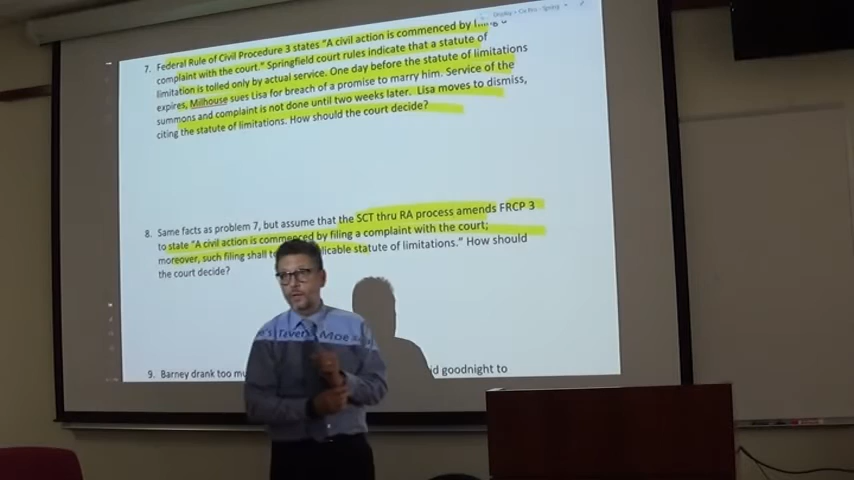 Display • Civ Pro - Spring
7. Federal Rule of Civil Procedure 3 states "A civil action is commenced by
complaint with the court." Springfield court rules indicate that a statute of
limitation is tolled only by actual service. One day before the statute of limitations
expires, Milhouse sues Lisa for breach of a promise to marry him. Service of the
summons and complaint is not done until two weeks later. Lisa moves to dismiss,
citing the statute of limitations. How should the court decide?
8. Same facts as problem 7, but assume that the SCT thru RA process amends FRCP 3
to state "A civil action is commenced by filing a complaint with the court;
moreover, such filing shall statute of limitations." How should
the court decide?
9. Barney drank too goodnight to
Moe